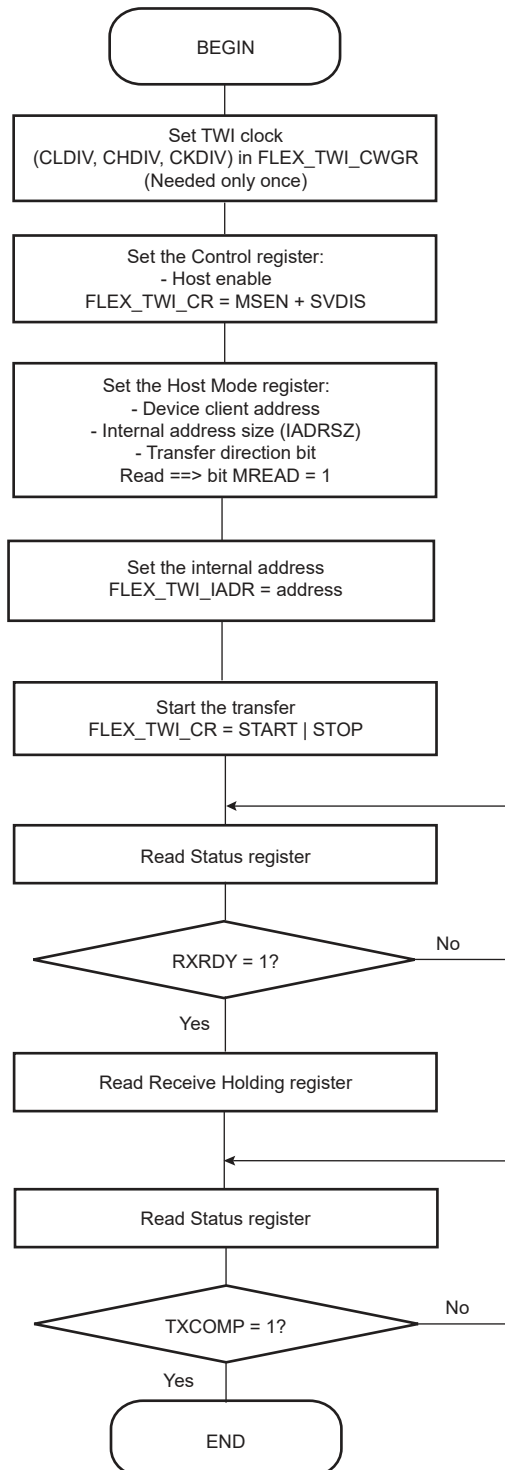 BEGIN
Set TWI clock
(CLDIV, CHDIV, CKDIV) in FLEX_TWI_CWGR
(Needed only once)
Set the Control register:
- Host enable
FLEX_TWI_CR = MSEN + SVDIS
Set the Host Mode register:
- Device client address
- Internal address size (IADRSZ)
- Transfer direction bit
Read ==> bit MREAD = 1
Set the internal address
FLEX_TWI_IADR = address
Start the transfer
FLEX_TWI_CR = START | STOP
Read Status register
RXRDY = 1?
No
Yes
Read Receive Holding register
Read Status register
TXCOMP = 1?
No
Yes
END